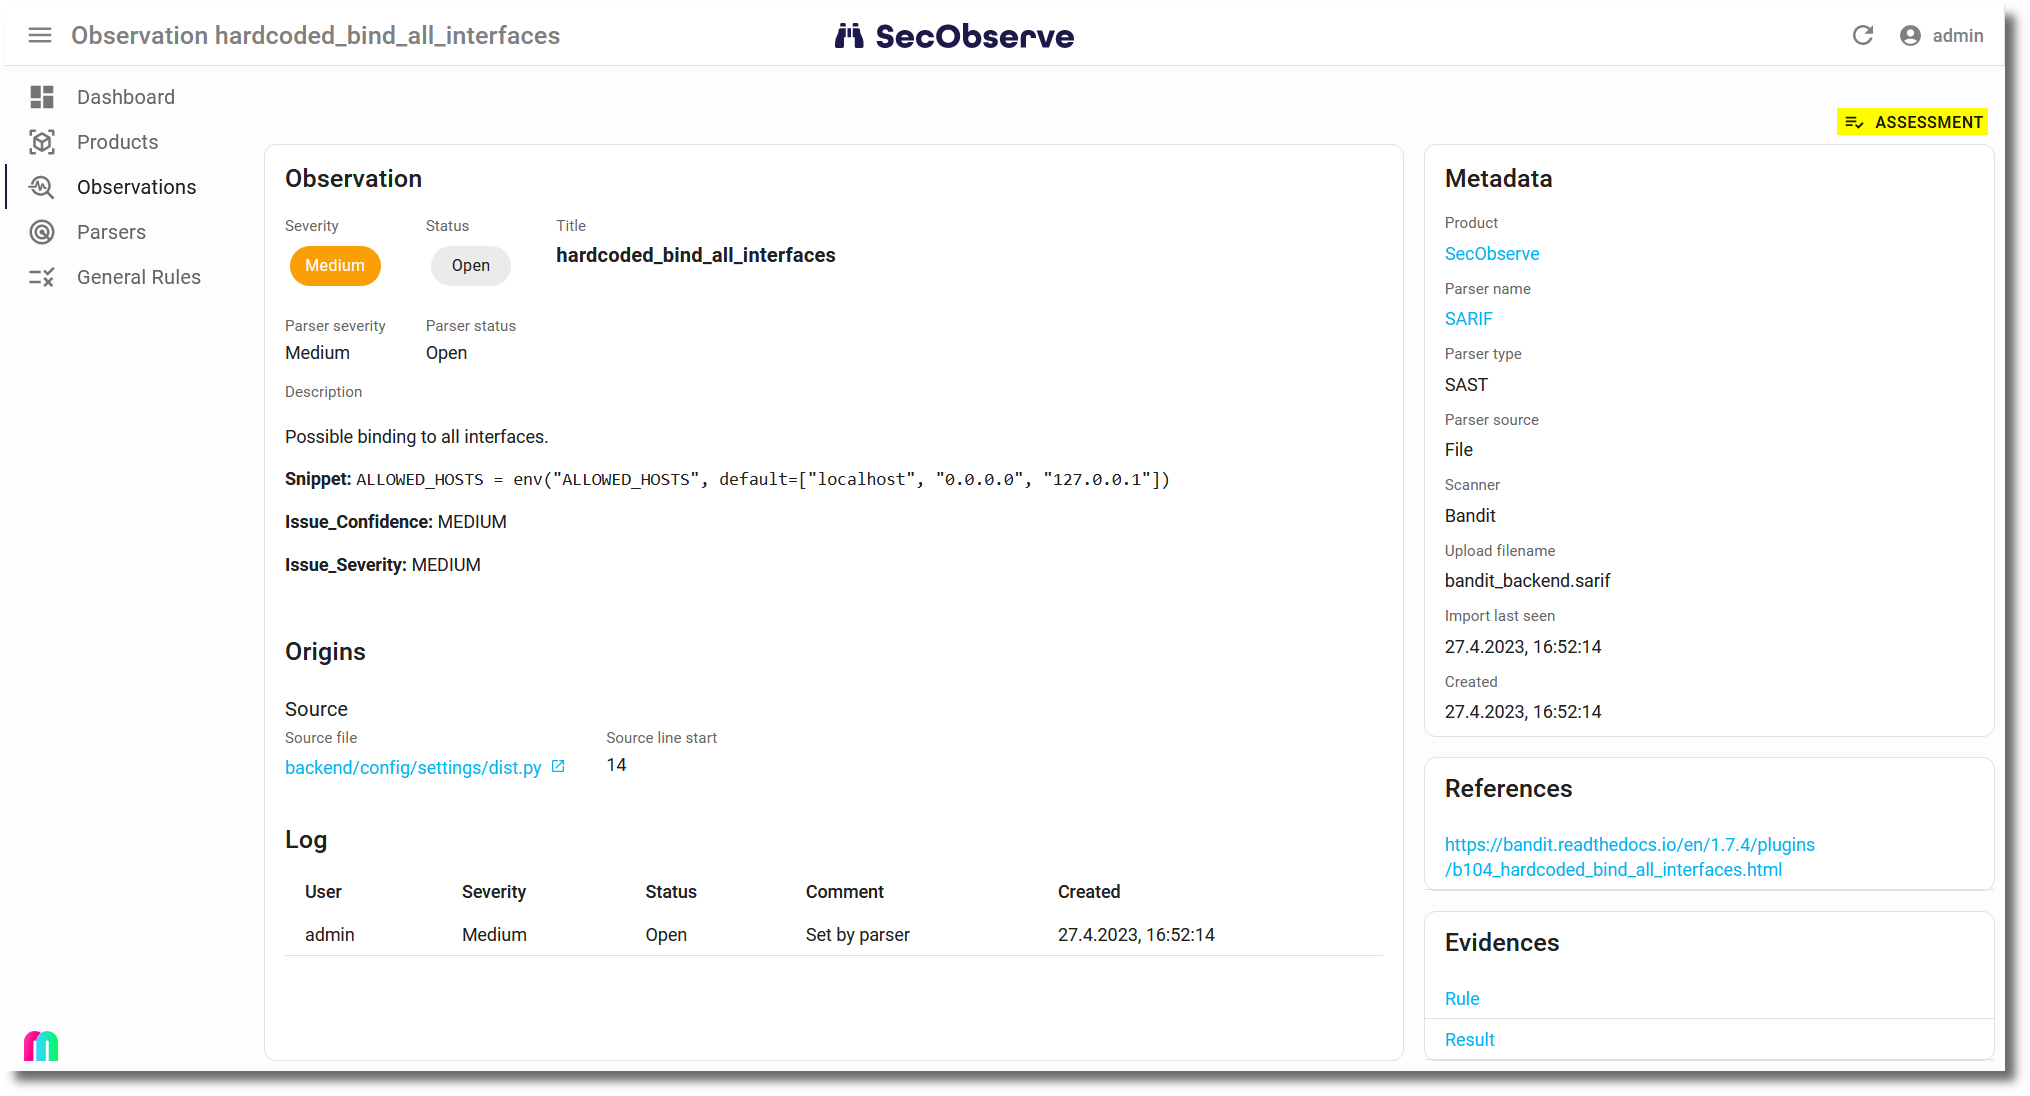 Observation hardcoded_bind_all_interfaces
SecObserve
admin
Dashboard
Products
Observations
Parsers
General Rules
ASSESSMENT
Observation
Severity
Status
Title
Medium
Open
hardcoded_bind_all_interfaces
Parser severity
Parser status
Medium
Open
Description
Possible binding to all interfaces.
Snippet: ALLOWED_HOSTS = env("ALLOWED_HOSTS", default=["localhost", "0.0.0.0", "127.0.0.1"])
Issue_Confidence: MEDIUM
Issue_Severity: MEDIUM
Origins
Source
Source file
Source line start
backend/config/settings/dist.py
14
Log
User Severity Status Comment Created
admin Medium Open Set by parser 27.4.2023, 16:52:14
Metadata
Product
SecObserve
Parser name
SARIF
Parser type
SAST
Parser source
File
Scanner
Bandit
Upload filename
bandit_backend.sarif
Import last seen
27.4.2023, 16:52:14
Created
27.4.2023, 16:52:14
References
https://bandit.readthedocs.io/en/1.7.4/plugins
/b104_hardcoded_bind_all_interfaces.html
Evidences
Rule
Result